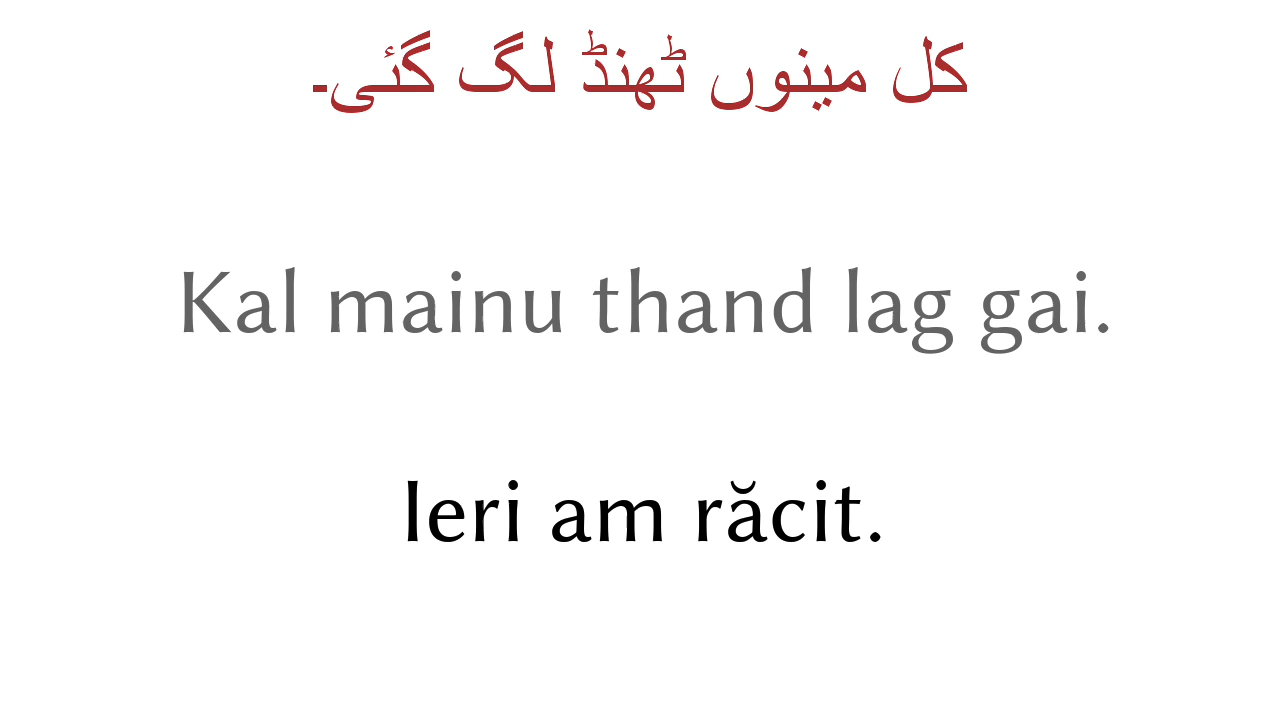 کل مینوں ٹھنڈ لگ گئی۔
Kal mainu thand lag gai.
Ieri am răcit.